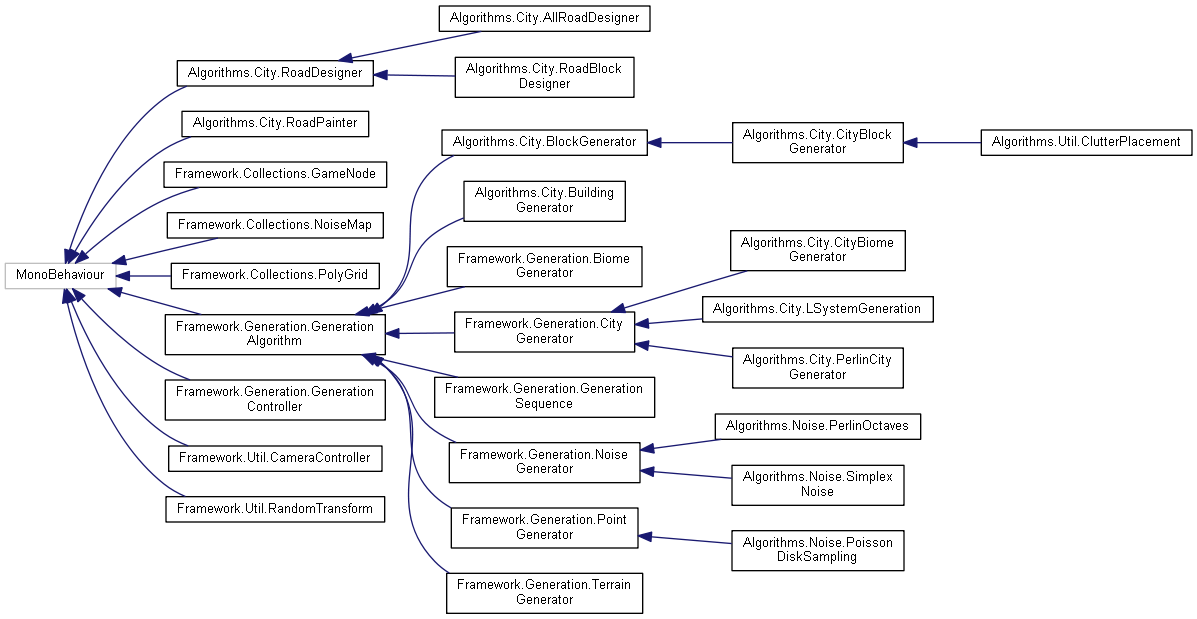 Algorithms.City.AllRoadDesigner
Algorithms.City.RoadDesigner
Algorithms.City.RoadBlock
Designer
Algorithms.City.RoadPainter
Algorithms.City.BlockGenerator
Algorithms.City.CityBlock
Generator
Algorithms.Util.ClutterPlacement
Framework.Collections.GameNode
Algorithms.City.Building
Generator
Framework.Collections.NoiseMap
Framework.Generation.Biome
Generator
Algorithms.City.CityBiome
Generator
MonoBehaviour
Framework.Collections.PolyGrid
Framework.Generation.Generation
Algorithm
Framework.Generation.City
Generator
Algorithms.City.LSystemGeneration
Algorithms.City.PerlinCity
Generator
Framework.Generation.Generation
Controller
Framework.Generation.Generation
Sequence
Framework.Util.CameraController
Framework.Generation.Noise
Generator
Algorithms.Noise.PerlinOctaves
Algorithms.Noise.Simplex
Noise
Framework.Util.RandomTransform
Framework.Generation.Point
Generator
Algorithms.Noise.Poisson
DiskSampling
Framework.Generation.Terrain
Generator